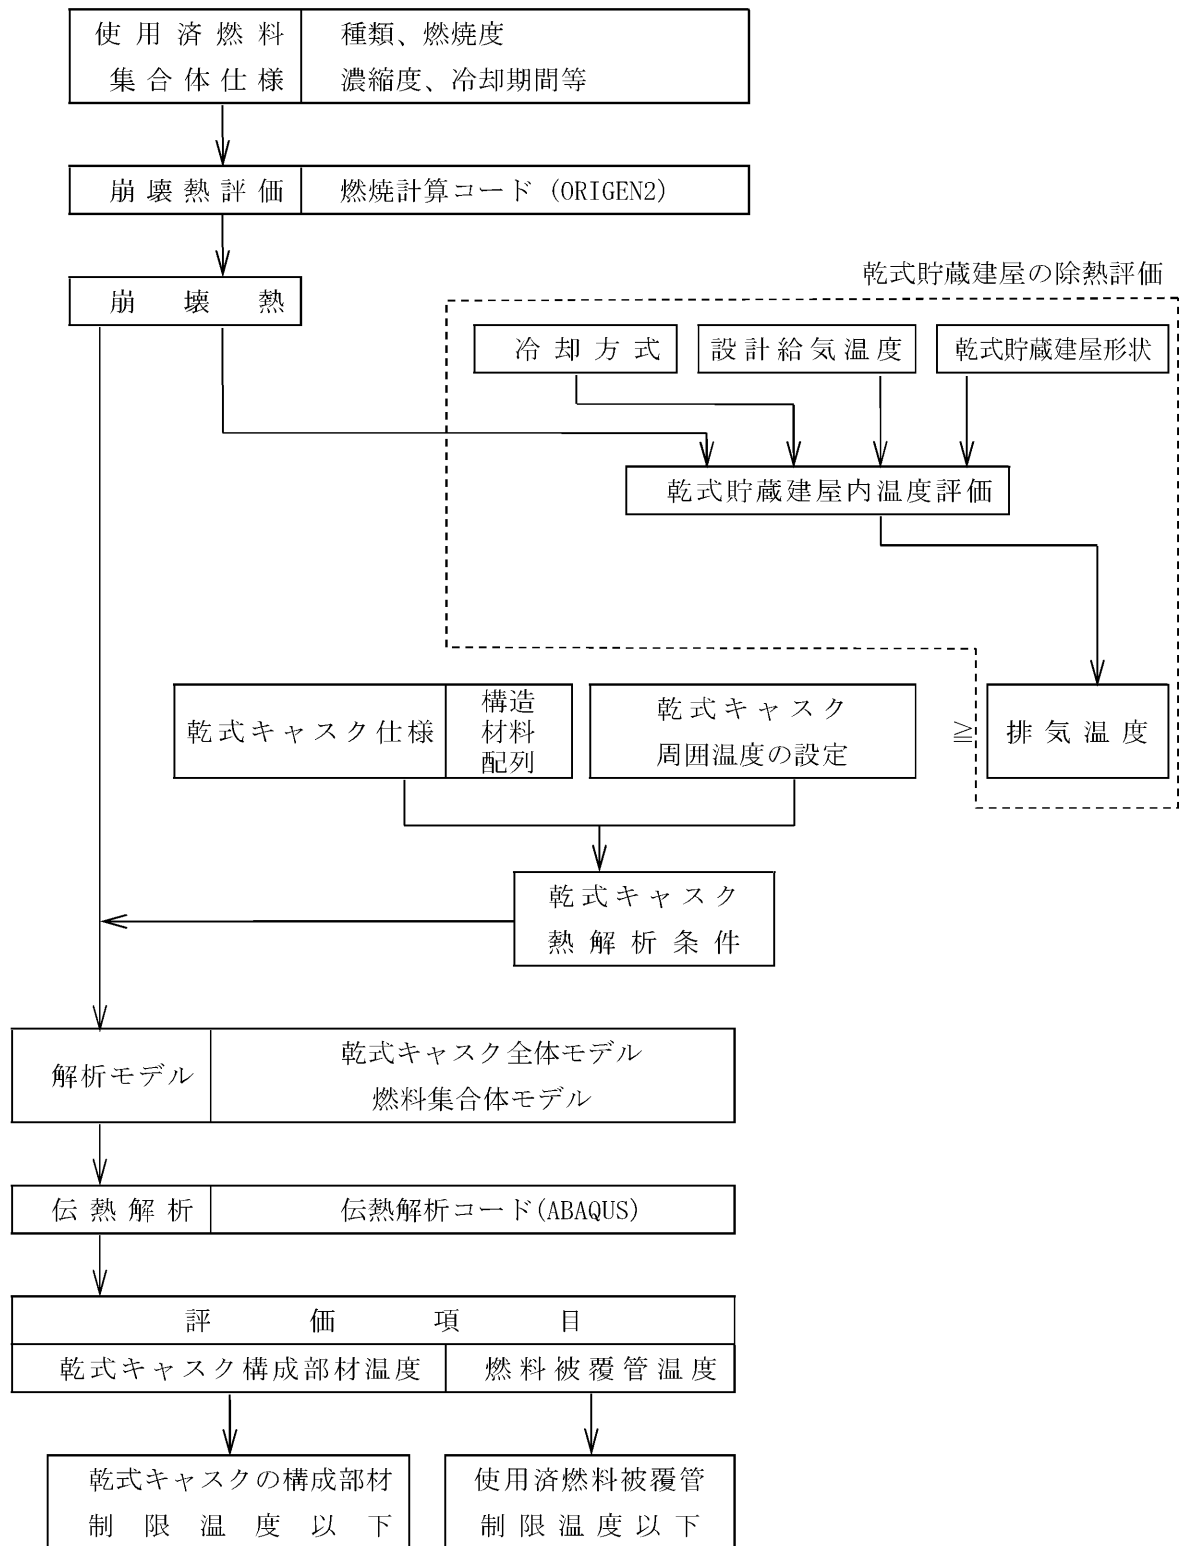 使用済燃料
集合体仕様
種類、燃焼度
濃縮度、冷却期間等
崩壊熱評価
燃焼計算コード (ORIGEN2)
崩壊熱
乾式貯蔵建屋の除熱評価
冷却方式
設計給気温度
乾式貯蔵建屋形状
乾式貯蔵建屋内温度評価
乾式キャスク仕様
構造
材料
配列
乾式キャスク
周囲温度の設定
≧
排気温度
乾式キャスク
熱解析条件
解析モデル
乾式キャスク全体モデル
燃料集合体モデル
伝熱解析
伝熱解析コード(ABAQUS)
評価項目
乾式キャスク構成部材温度
燃料被覆管温度
乾式キャスクの構成部材
制限温度以下
使用済燃料被覆管
制限温度以下